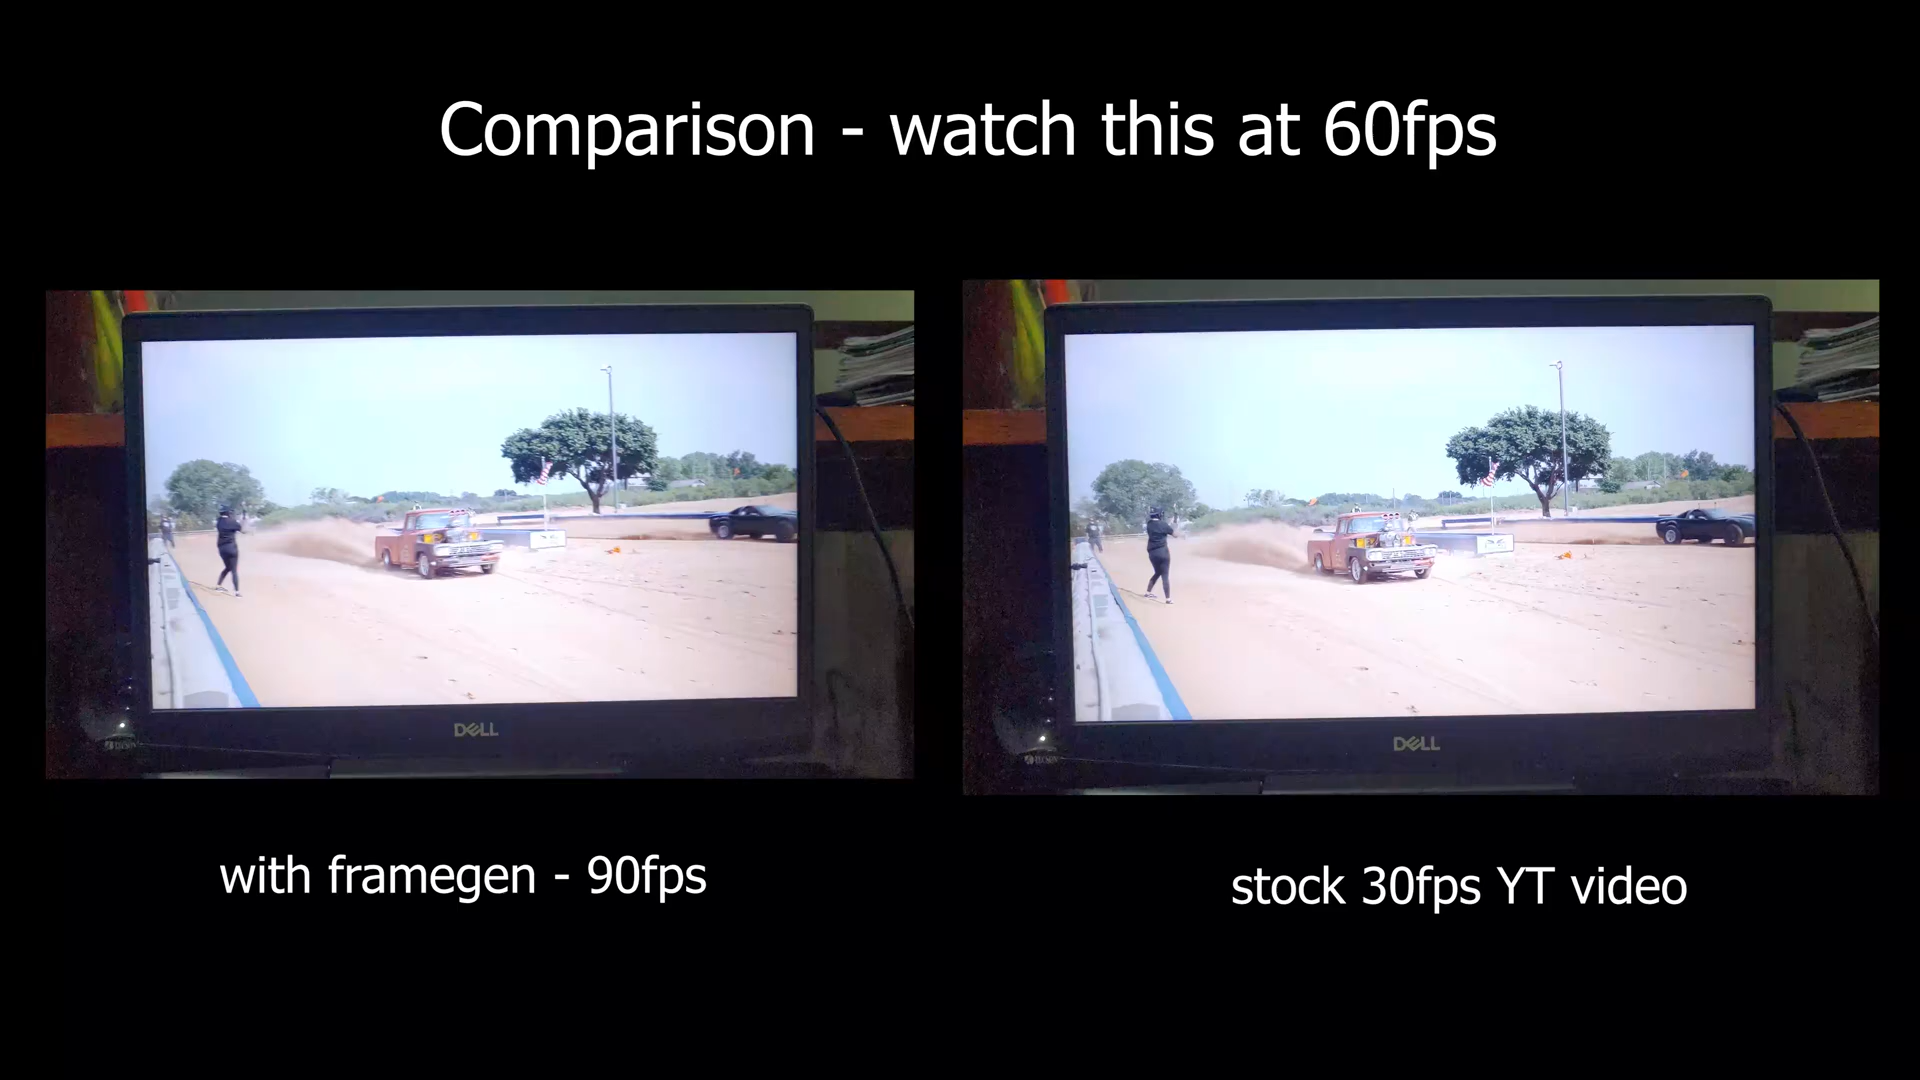 Comparison - watch this at 60fps
DELL
DELL
with framegen - 90fps
stock 30fps YT video